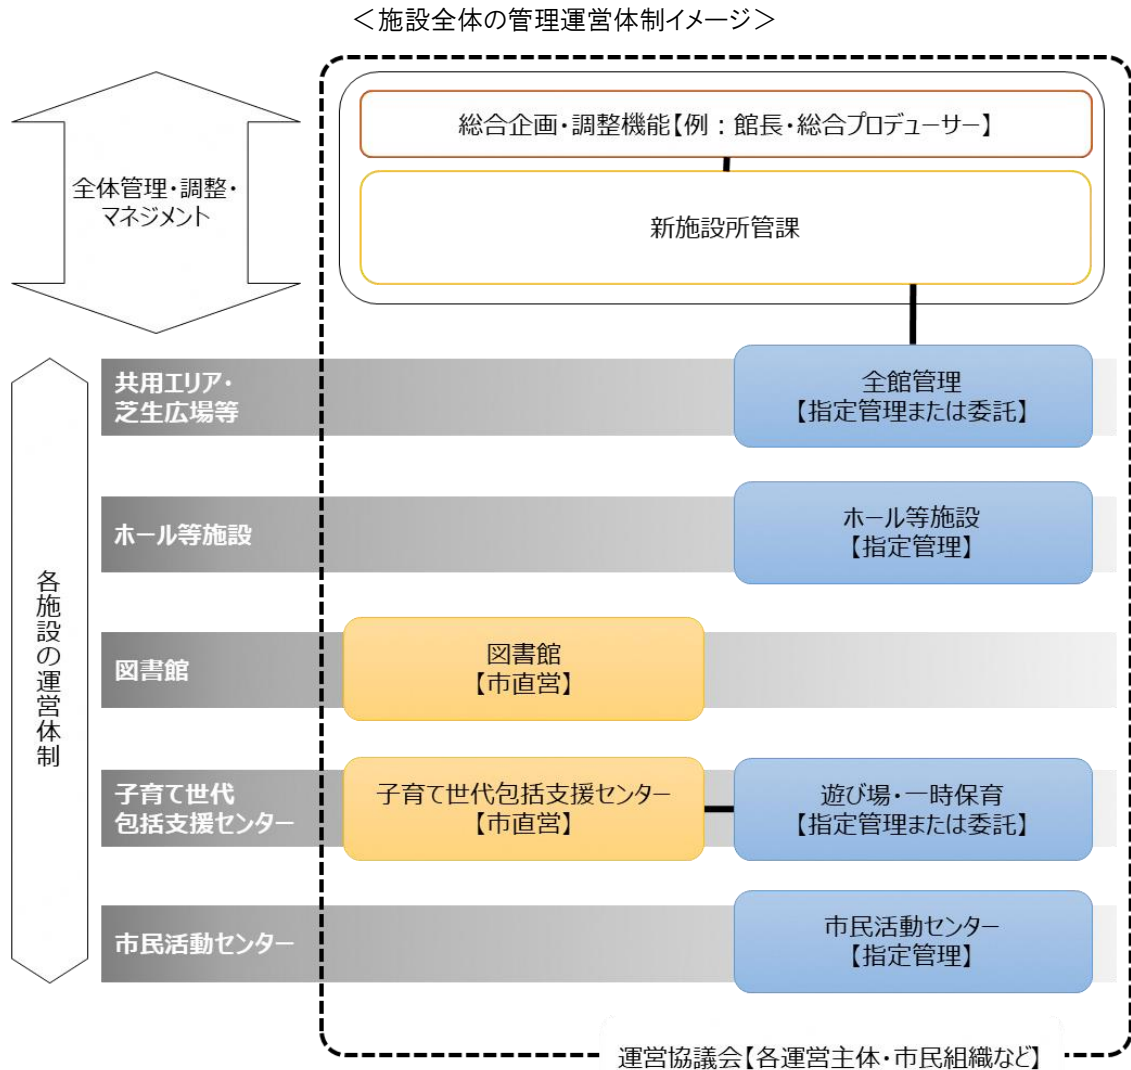 ＜施設全体の管理運営体制イメージ＞
総合企画・調整機能【例：館長・総合プロデューサー】
全体管理・調整・
マネジメント
新施設所管課
共用エリア・
芝生広場等
全館管理
【指定管理または委託】
ホール等施設
ホール等施設
【指定管理】
各施設の運営体制
図書館
図書館
【市直営】
子育て世代
包括支援センター
子育て世代包括支援センター
【市直営】
遊び場・一時保育
【指定管理または委託】
市民活動センター
市民活動センター
【指定管理】
運営協議会【各運営主体・市民組織など】